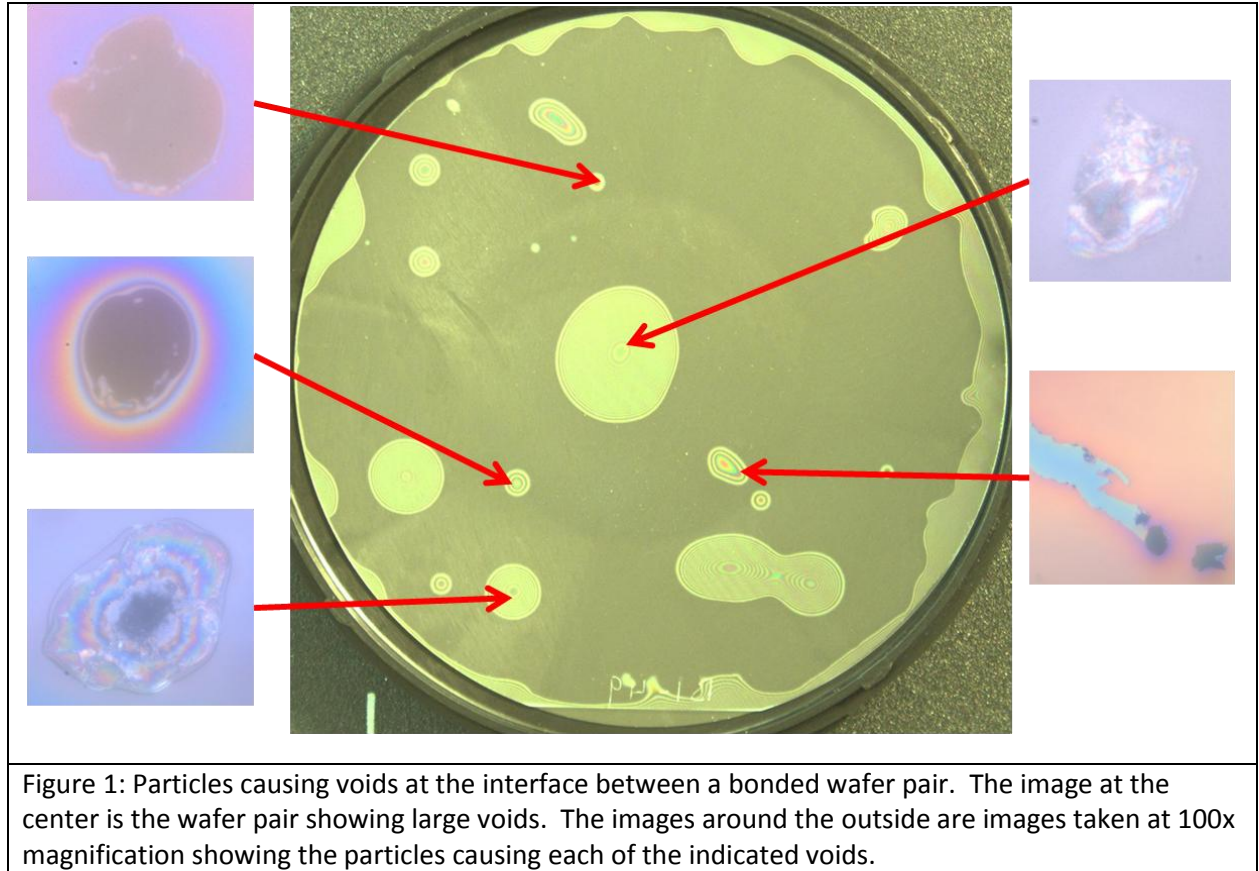 Figure 1: Particles causing voids at the interface between a bonded wafer pair.  The image at the
center is the wafer pair showing large voids.  The images around the outside are images taken at 100x
magnification showing the particles causing each of the indicated voids.